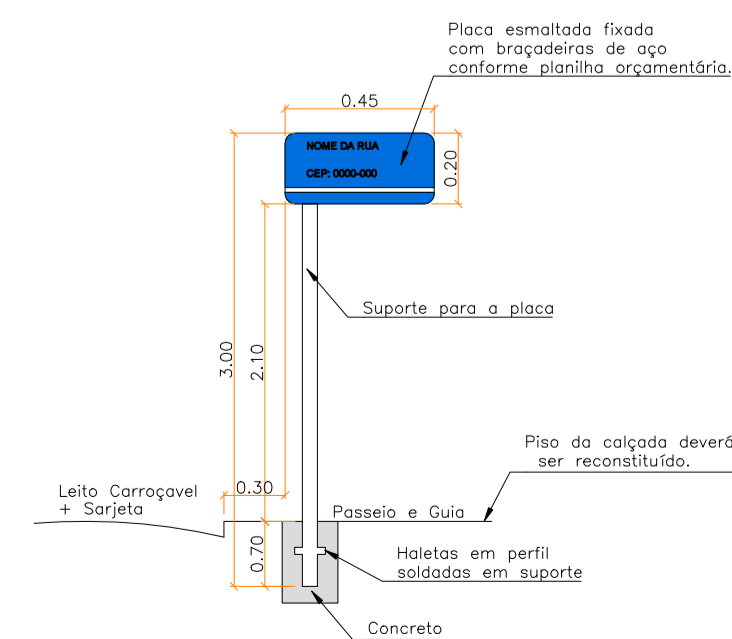 Placa esmaltada fixada
com braçadeiras de aço
conforme planilha orçamentária.
0.45
NOME DA RUA
CEP: 0000-000
0.20
Suporte para a placa
3.00
2.10
Piso da calçada deverá
ser reconstituído.
Leito Carroçavel
+ Sarjeta
0.30
Passeio e Guia
0.70
Haletas em perfil
soldadas em suporte
Concreto